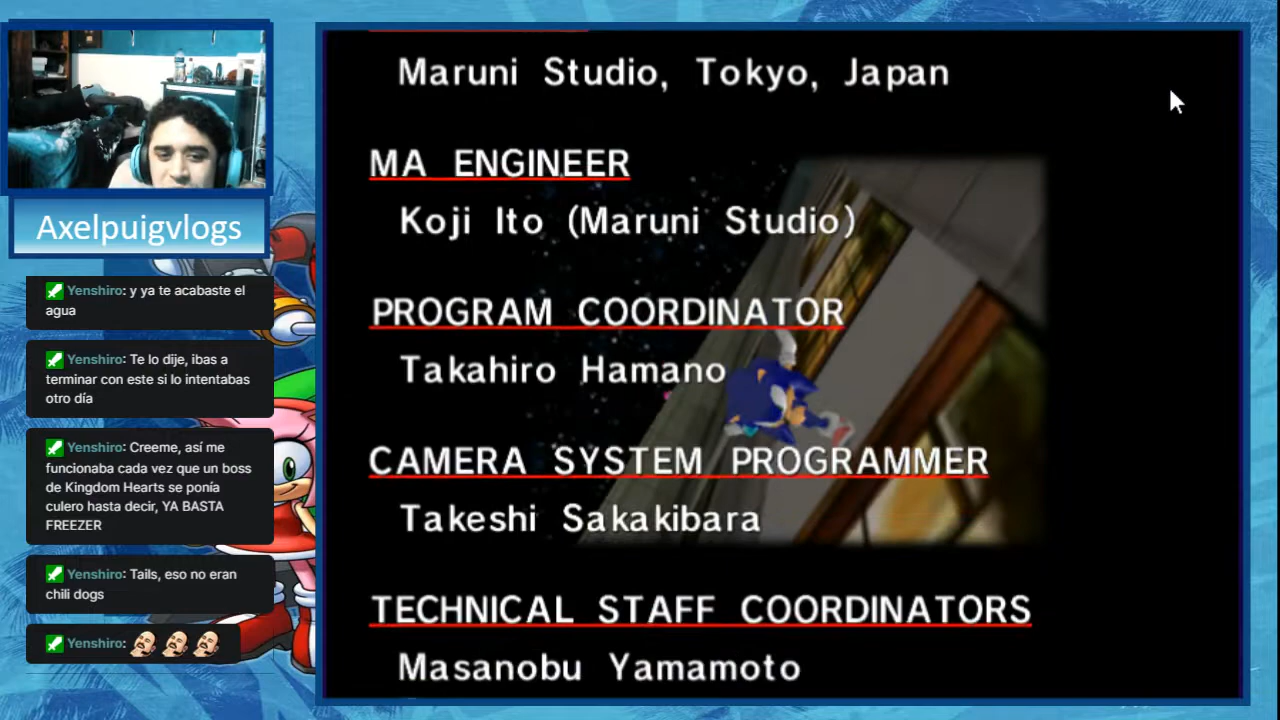 Axelpuigvlogs
Yenshiro: y ya te acabaste el
agua
Yenshiro: Te lo dije, ibas a
terminar con este si lo intentabas
otro día
Yenshiro: Creeme, así me
funcionaba cada vez que un boss
de Kingdom Hearts se ponía
culero hasta decir, YA BASTA
FREEZER
Yenshiro: Tails, eso no eran
chili dogs
Yenshiro:
Maruni Studio, Tokyo, Japan
MA ENGINEER
Koji Ito (Maruni Studio)
PROGRAM COORDINATOR
Takahiro Hamano
CAMERA SYSTEM PROGRAMMER
Takeshi Sakakibara
TECHNICAL STAFF COORDINATORS
Masanobu Yamamoto